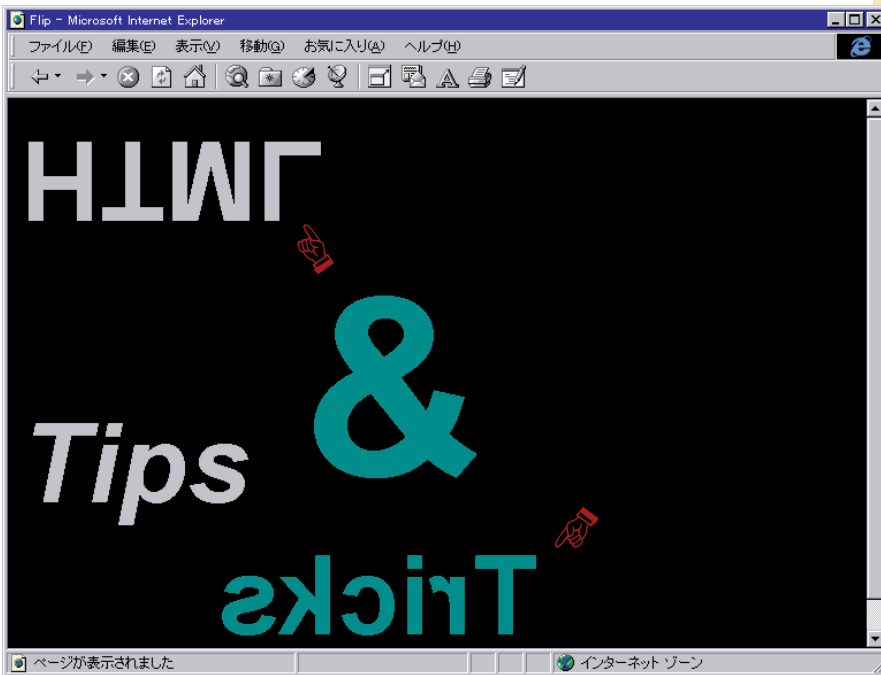 Flip - Microsoft Internet Explorer
ファイル(F) 編集(E) 表示(V) 移動(G) お気に入り(A) ヘルプ(H)
HTML
&
Tips
Tricks
ページが表示されました インターネット ゾーン